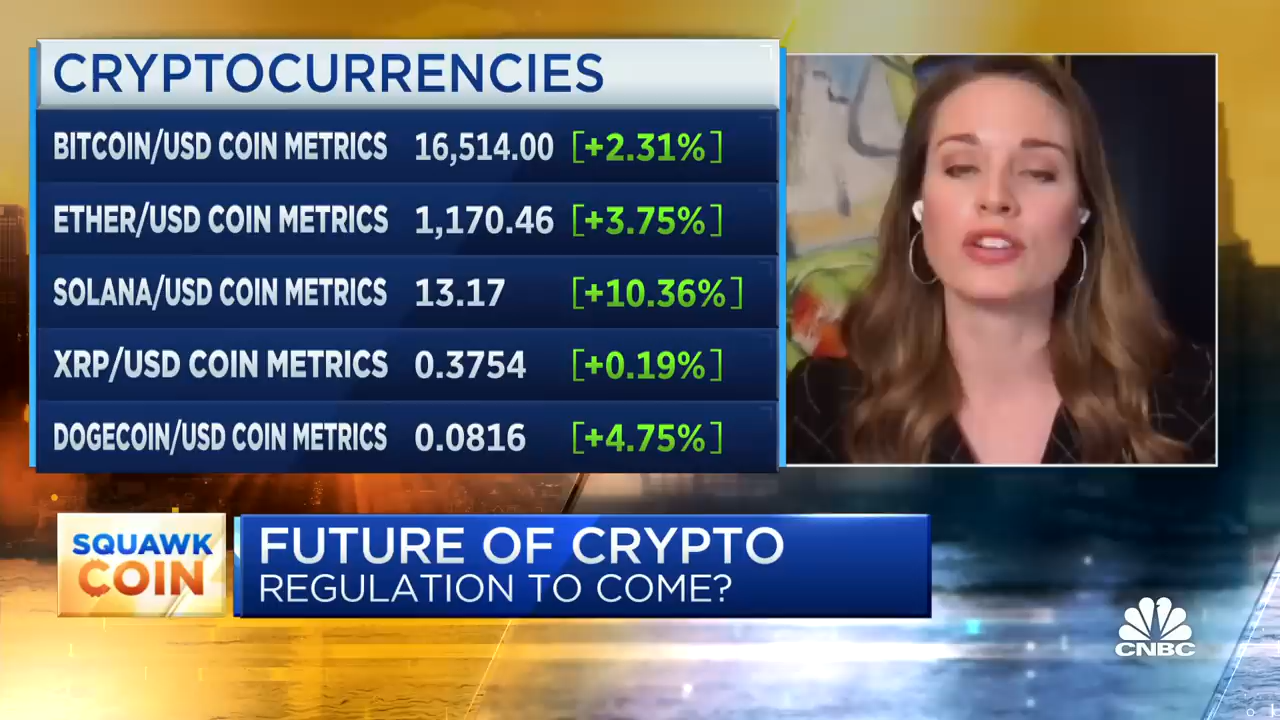 CRYPTOCURRENCIES
BITCOIN/USD COIN METRICS 16,514.00 [+2.31%]
ETHER/USD COIN METRICS 1,170.46 [+3.75%]
SOLANA/USD COIN METRICS 13.17 [+10.36%]
XRP/USD COIN METRICS 0.3754 [+0.19%]
DOGECOIN/USD COIN METRICS 0.0816 [+4.75%]
SQUAWK
COIN
FUTURE OF CRYPTO
REGULATION TO COME?
CNBC